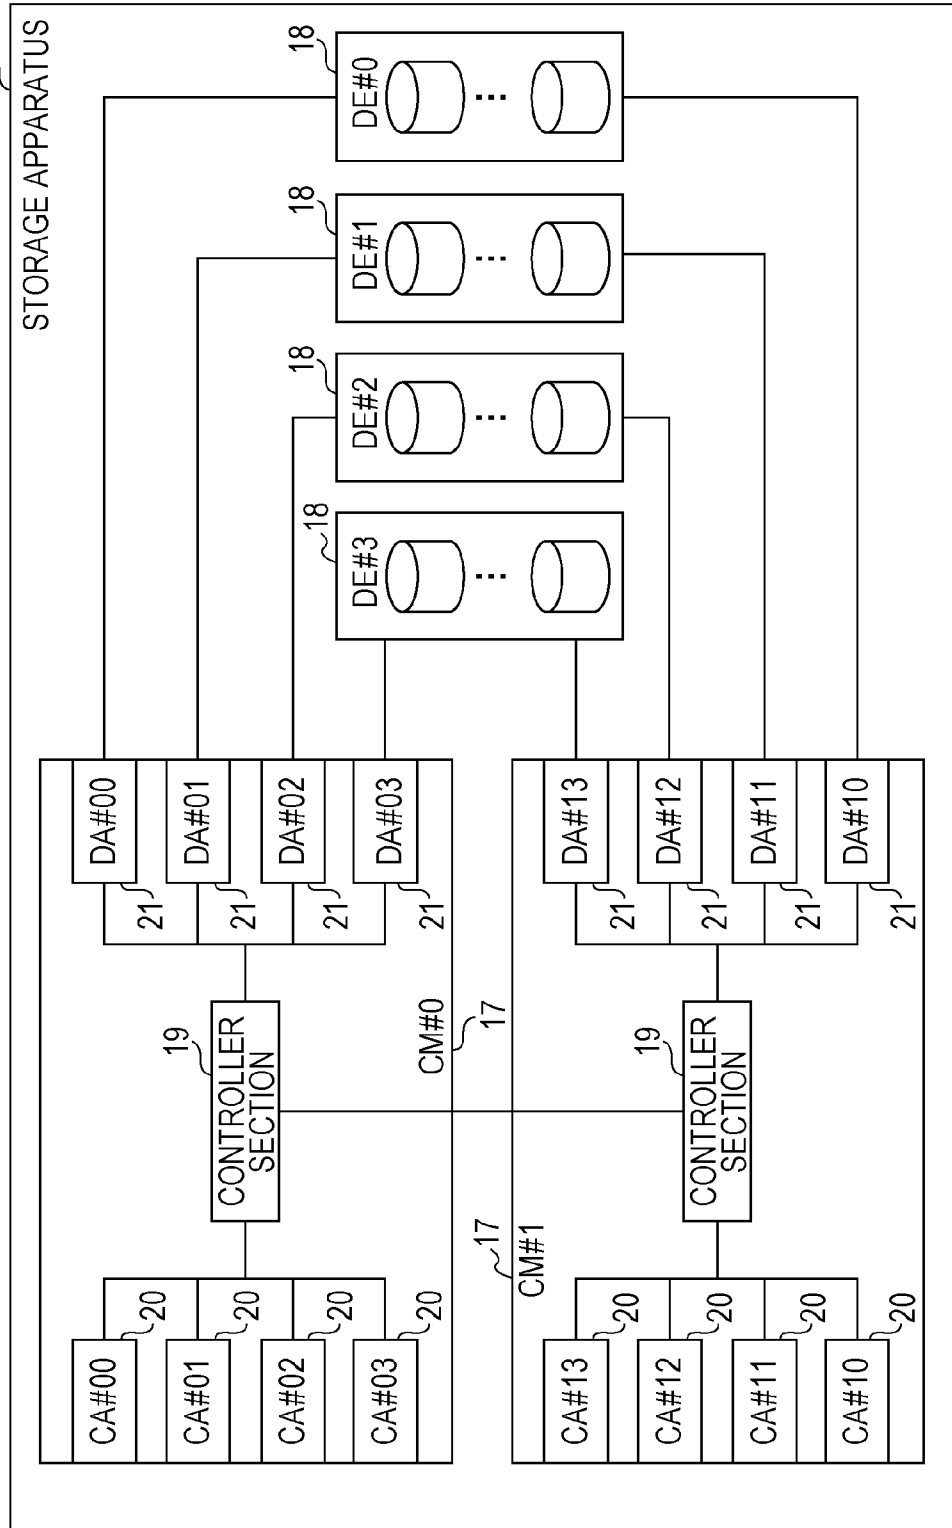 STORAGE APPARATUS
18
DE#0
18
DE#1
18
DE#2
18
DE#3
DA#00
21
DA#01
21
DA#02
21
DA#03
21
DA#13
21
DA#12
21
DA#11
21
DA#10
21
19
CONTROLLER
SECTION
CM#0
17
19
CONTROLLER
SECTION
17
CM#1
CA#00
20
CA#01
20
CA#02
20
CA#03
20
CA#13
20
CA#12
20
CA#11
20
CA#10
20